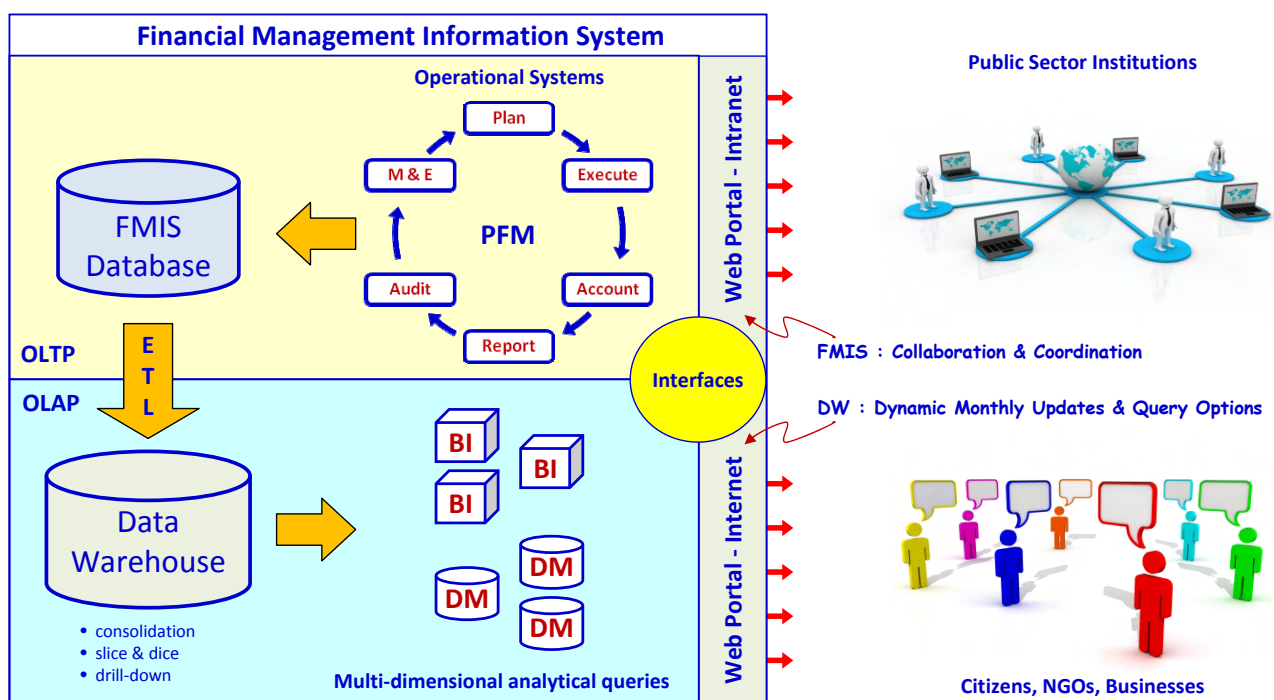 Financial Management Information System
Operational Systems
Plan
Execute
Account
Report
Audit
M & E
PFM
FMIS
Database
OLTP
E
T
L
OLAP
Data
Warehouse
• consolidation
• slice & dice
• drill-down
BI
BI
BI
DM
DM
DM
Multi-dimensional analytical queries
Interfaces
Web Portal - Intranet
Web Portal - Internet
Public Sector Institutions
FMIS : Collaboration & Coordination
DW : Dynamic Monthly Updates & Query Options
Citizens, NGOs, Businesses